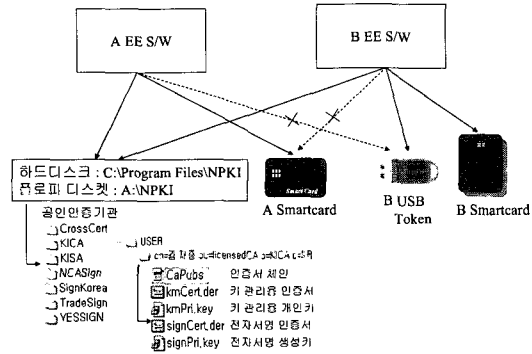 A EE S/W
B EE S/W
하드디스크 : C:\Program Files\NPKI
플로피 디스켓 : A:\NPKI
SmartCard
A Smartcard
B USB
Token
B Smartcard
공인인증기관
CrossCert
KICA
KISA
NCASign
SignKorea
TradeSign
YESSIGN
USER
CaPubs 인증서 체인
kmCert.der 키 관리용 인증서
kmPri.key 키 관리용 개인키
signCert.der 전자서명 인증서
signPri.key 전자서명 생성키